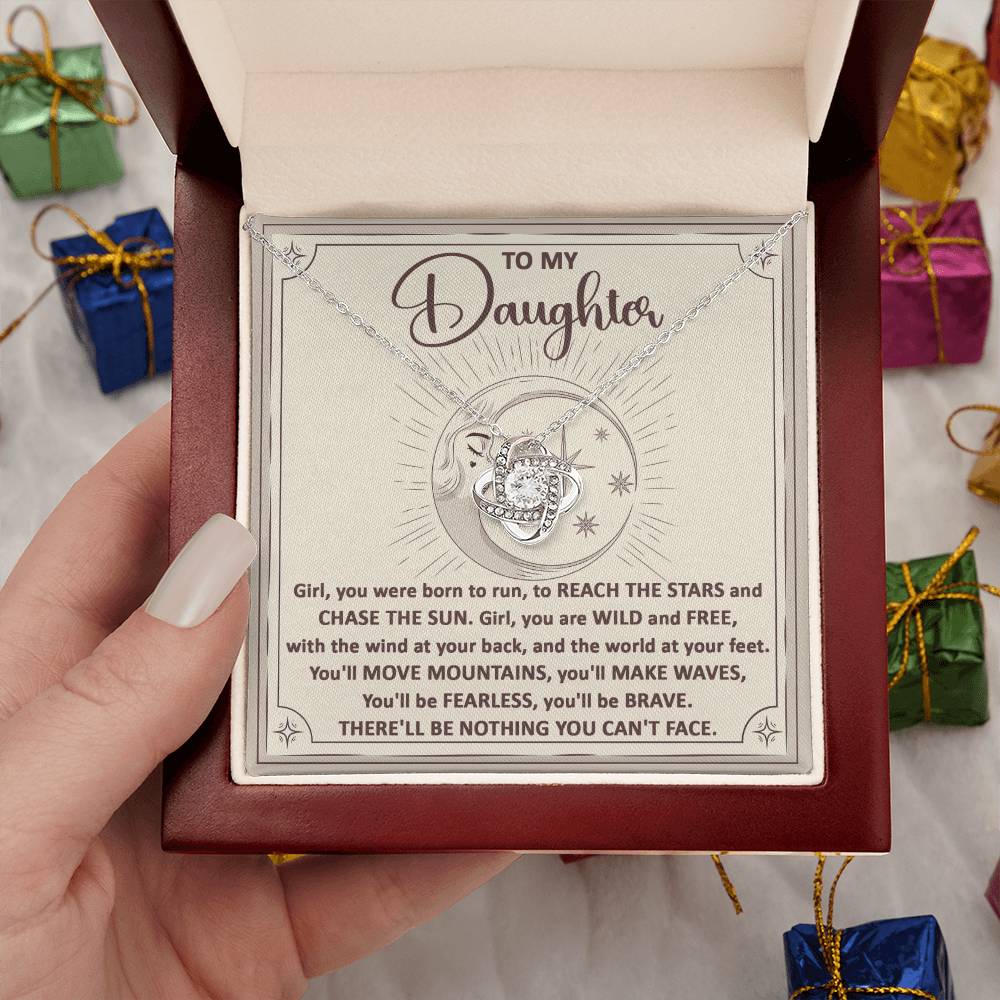 TO MY
Daughter
Girl, you were born to run, to REACH THE STARS and
CHASE THE SUN. Girl, you are WILD and FREE,
with the wind at your back, and the world at your feet.
You'll MOVE MOUNTAINS, you'll MAKE WAVES,
You'll be FEARLESS, you'll be BRAVE.
THERE'LL BE NOTHING YOU CAN'T FACE.